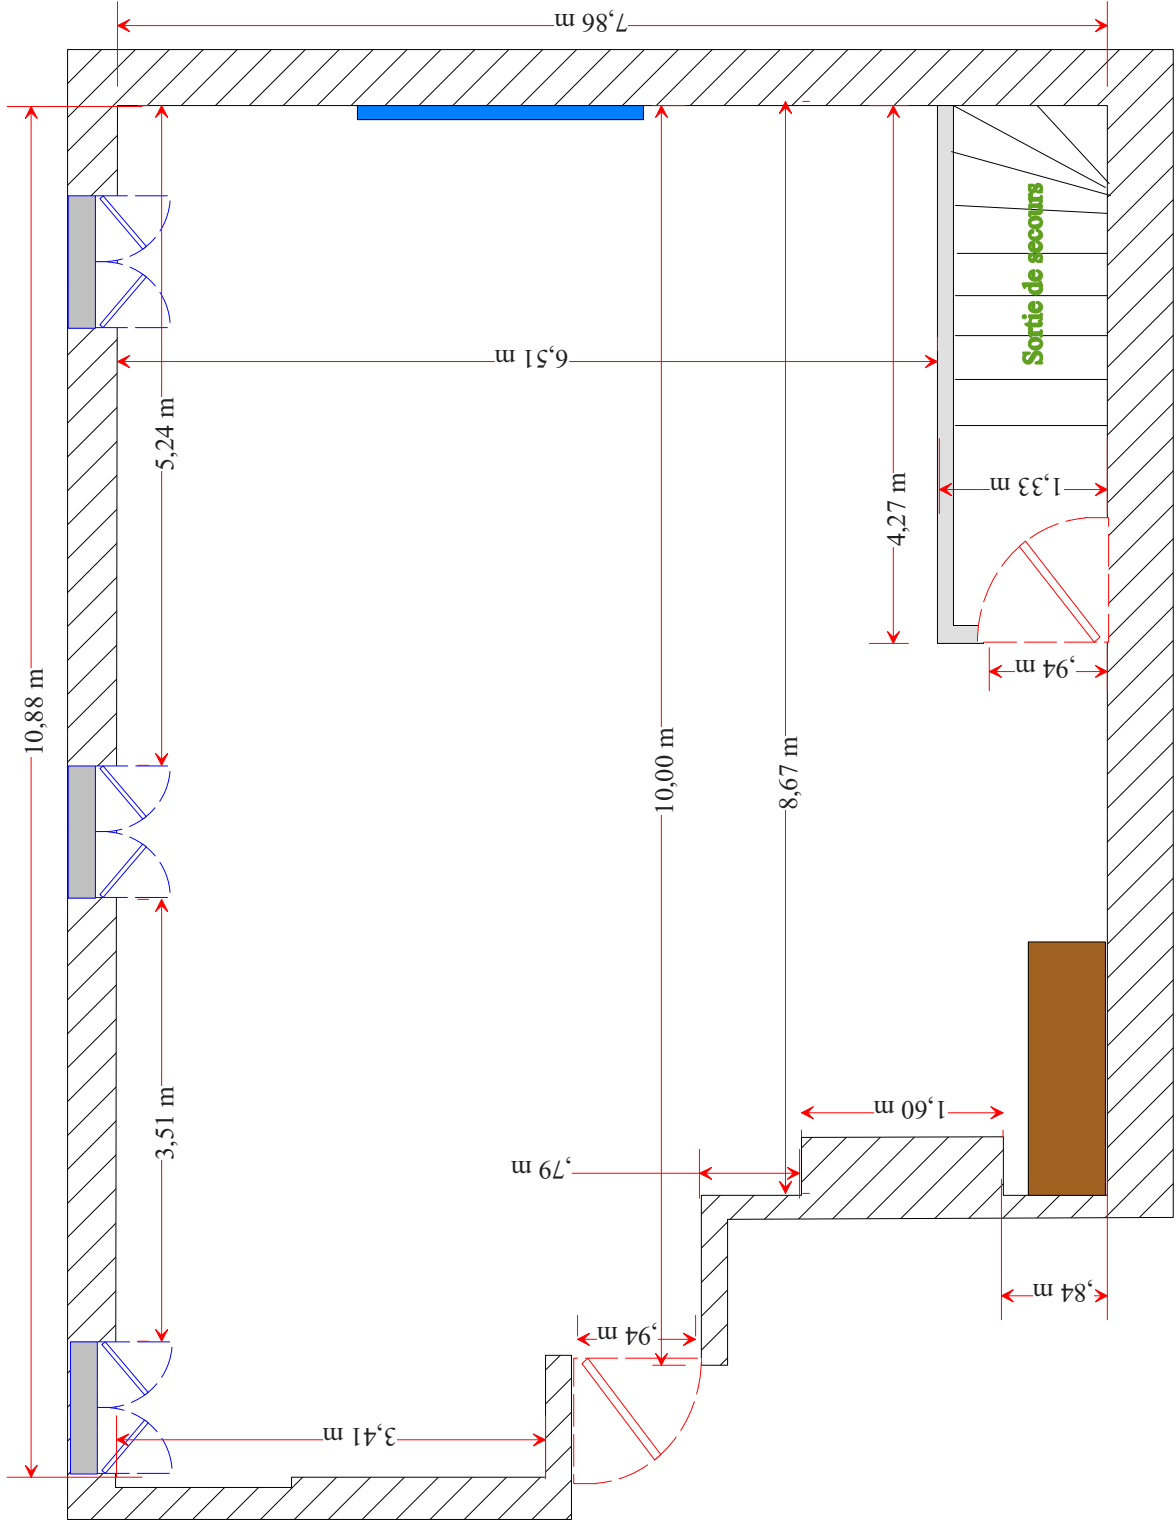 7,86 m
Sortie de secours
6,51 m
5,24 m
1,33 m
4,27 m
,94 m
10,88 m
10,00 m
8,67 m
1,60 m
3,51 m
,79 m
,84 m
,94 m
3,41 m